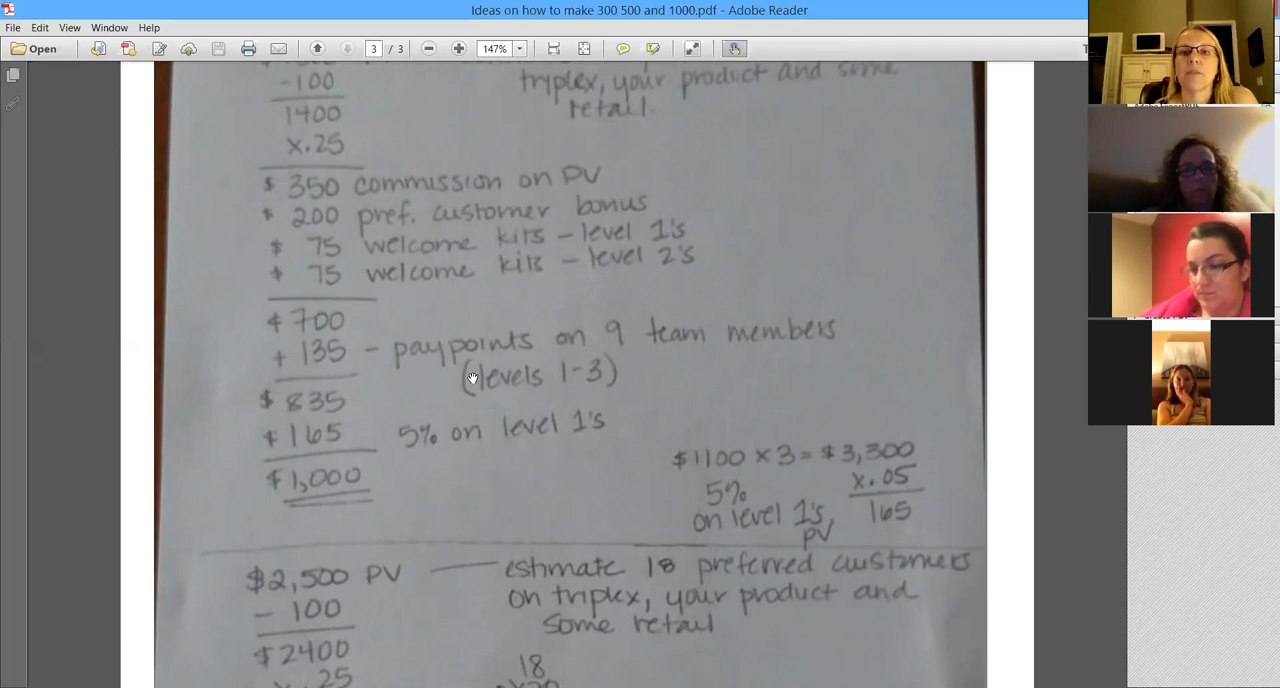 Ideas on how to make 300 500 and 1000.pdf - Adobe Reader
File Edit View Window Help
Open 3 / 3 147%
triplex, your product and some
-100 retail.
1400
x.25
$ 350 commission on PV
$ 200 pref. customer bonus
$ 75 welcome kits - level 1's
$ 75 welcome kits - level 2's
$700
+ 135 - paypoints on 9 team members
(levels 1-3)
$ 835
$ 165 5% on level 1's
$1,000
$1100 x 3 = $3,300
5% x.05
on level 1's, 165
PV
$2,500 PV — estimate 18 preferred customers
- 100 on triplex, your product and
some retail
$2400
x .25
18